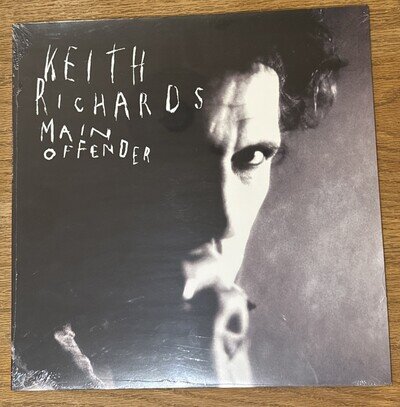 KEITH
RICHARDS
MAIN
OFFENDER